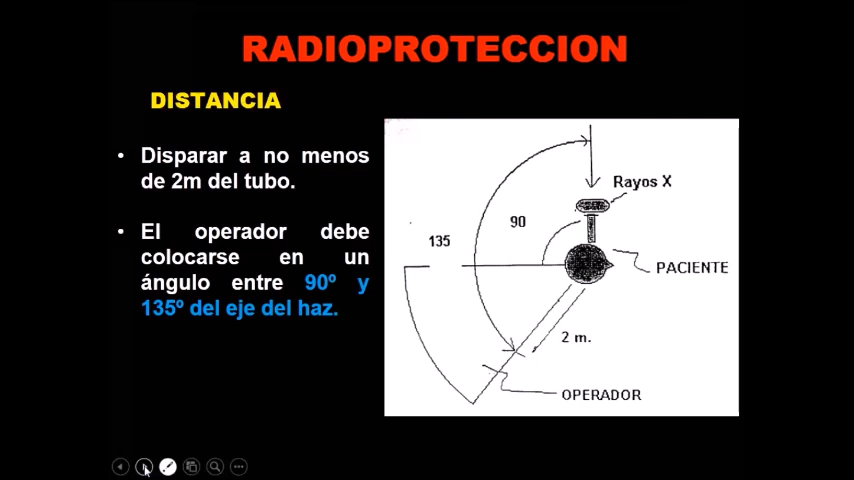 RADIOPROTECCION
DISTANCIA
• Disparar a no menos
de 2m del tubo.
• El operador debe
colocarse en un
ángulo entre 90º y
135º del eje del haz.
Rayos X
90
135
PACIENTE
2 m.
OPERADOR